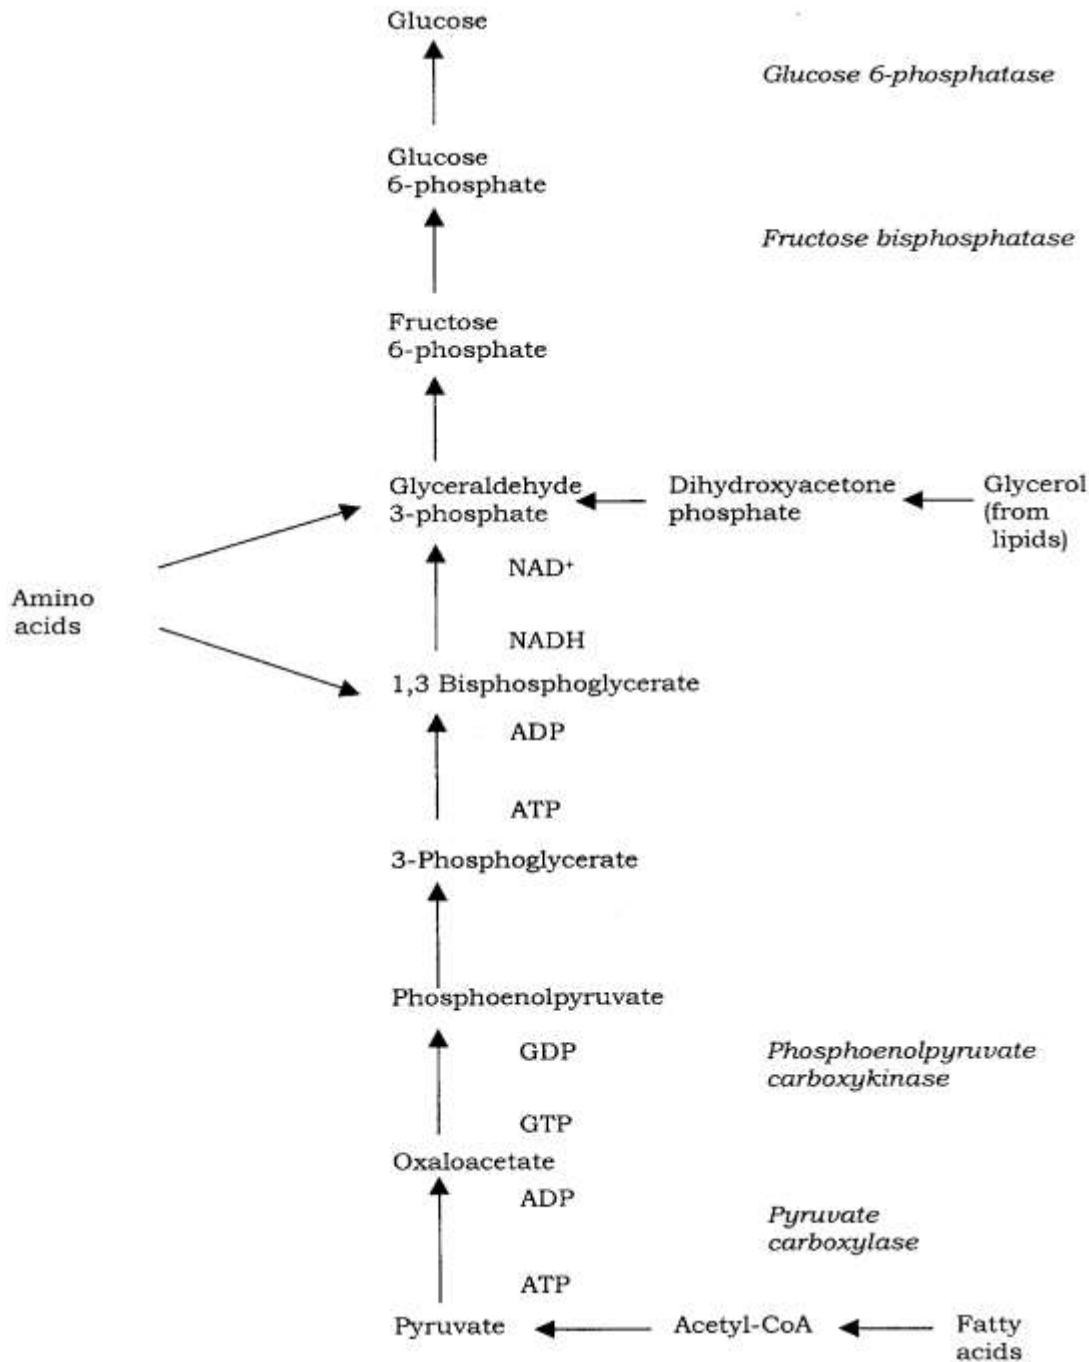 Glucose
Glucose 6-phosphatase
Glucose
6-phosphate
Fructose bisphosphatase
Fructose
6-phosphate
Glyceraldehyde
3-phosphate
Dihydroxyacetone
phosphate
Glycerol
(from
lipids)
NAD⁺
Amino
acids
NADH
1,3 Bisphosphoglycerate
ADP
ATP
3-Phosphoglycerate
Phosphoenolpyruvate
GDP
Phosphoenolpyruvate
carboxykinase
GTP
Oxaloacetate
ADP
Pyruvate
carboxylase
ATP
Pyruvate
Acetyl-CoA
Fatty
acids